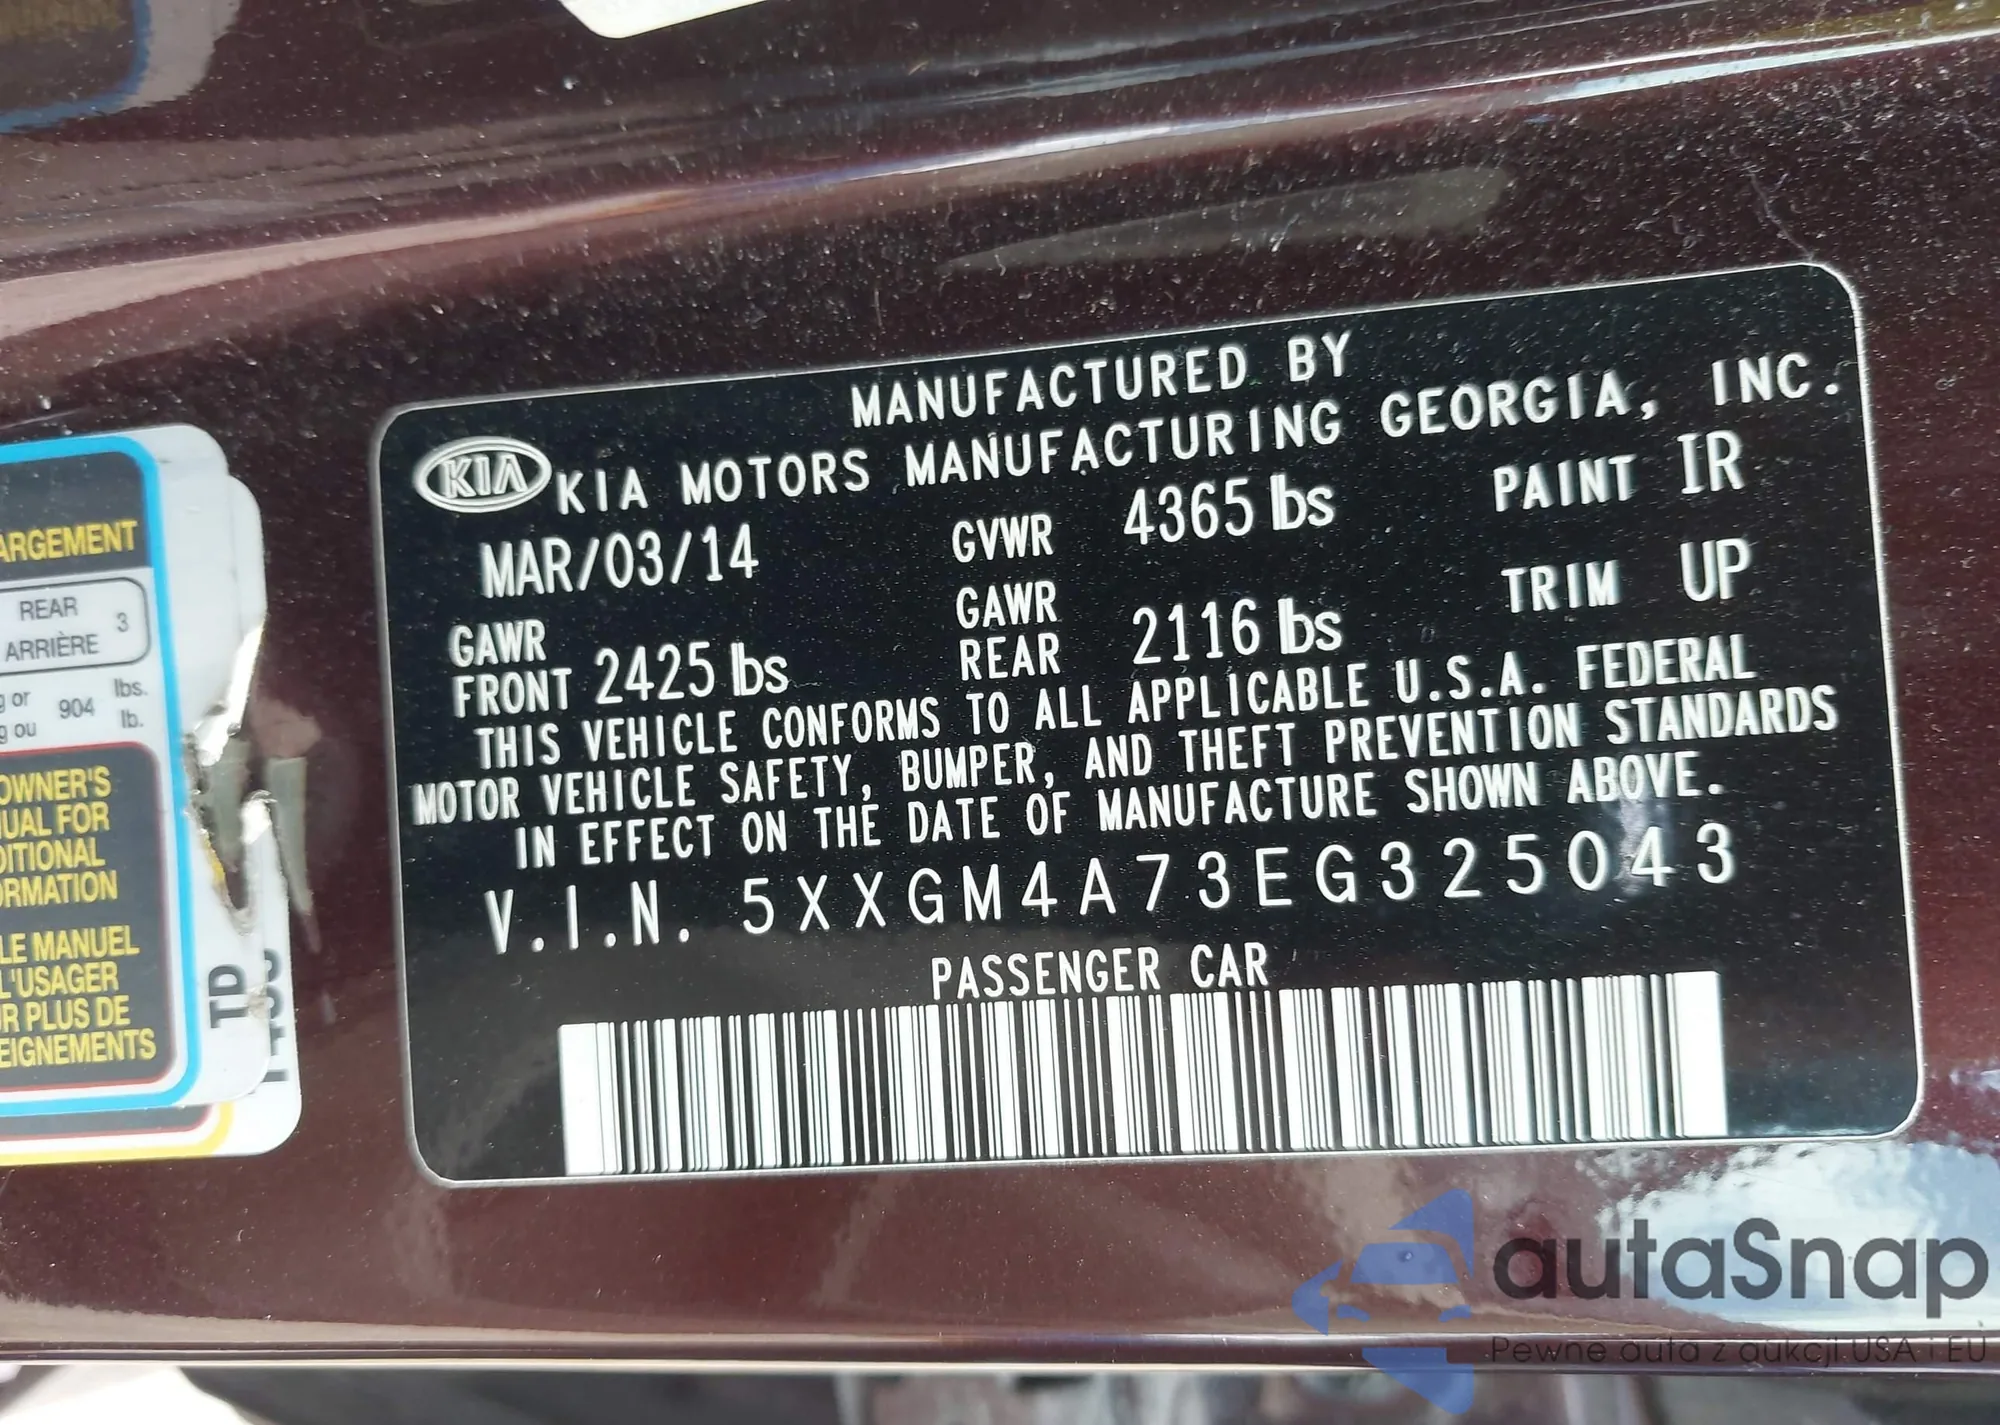 MANUFACTURED BY
KIA KIA MOTORS MANUFACTURING GEORGIA, INC.
MAR/03/14 GVWR 4365 lbs PAINT IR
GAWR FRONT 2425 lbs GAWR REAR 2116 lbs TRIM UP
THIS VEHICLE CONFORMS TO ALL APPLICABLE U.S.A. FEDERAL
MOTOR VEHICLE SAFETY, BUMPER, AND THEFT PREVENTION STANDARDS
IN EFFECT ON THE DATE OF MANUFACTURE SHOWN ABOVE.
V.I.N. 5XXGM4A73EG325043
PASSENGER CAR
ARGEMENT
REAR 3
ARRIÈRE
g or 904 lbs.
g ou lb.
OWNER'S
UAL FOR
DITIONAL
ORMATION
LE MANUEL
L'USAGER
R PLUS DE
EIGNEMENTS
TD
autaSnap
Pewne auta z aukcji USA i EU